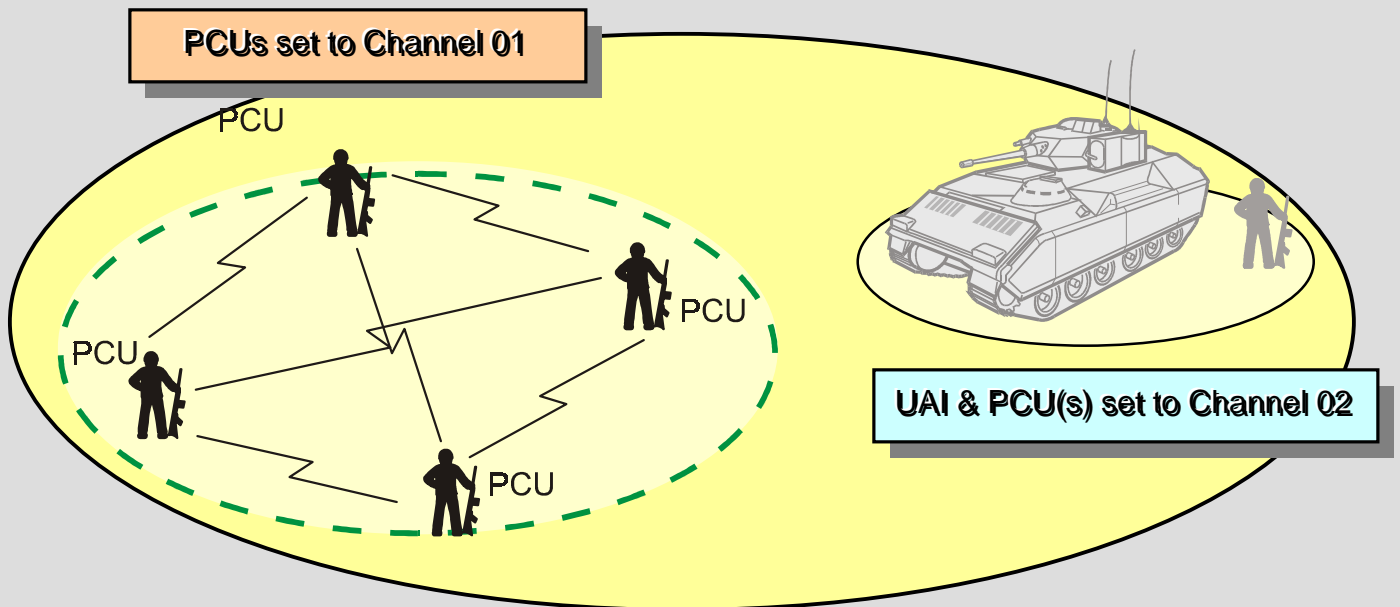 PCUs set to Channel 01
PCU
PCU
PCU
UAI & PCU(s) set to Channel 02
PCU